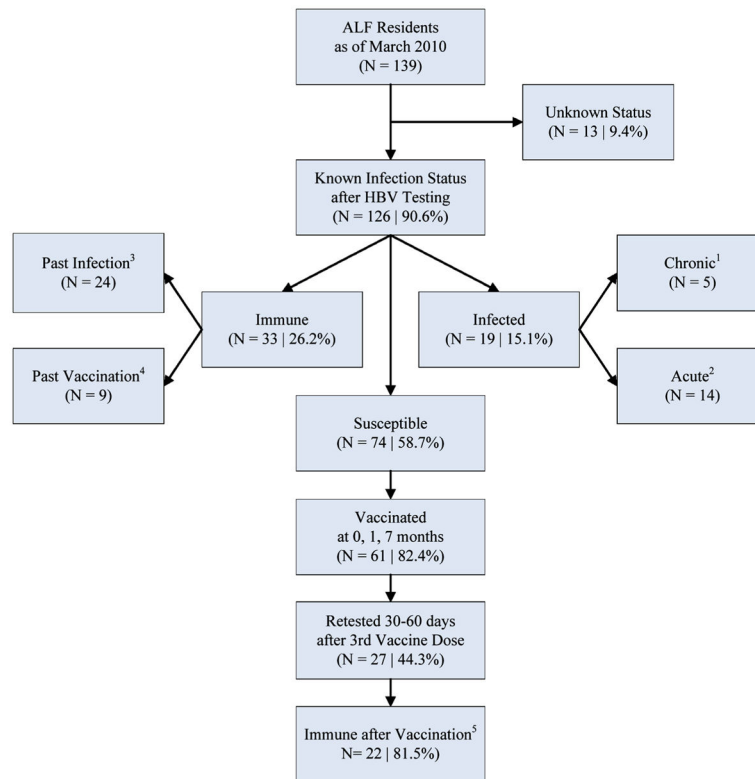 ALF Residents
as of March 2010
(N = 139)
Unknown Status
(N = 13 | 9.4%)
Known Infection Status
after HBV Testing
(N = 126 | 90.6%)
Past Infection³
(N = 24)
Chronic¹
(N = 5)
Immune
(N = 33 | 26.2%)
Infected
(N = 19 | 15.1%)
Past Vaccination⁴
(N = 9)
Acute²
(N = 14)
Susceptible
(N = 74 | 58.7%)
Vaccinated
at 0, 1, 7 months
(N = 61 | 82.4%)
Retested 30-60 days
after 3rd Vaccine Dose
(N = 27 | 44.3%)
Immune after Vaccination⁵
N= 22 | 81.5%)